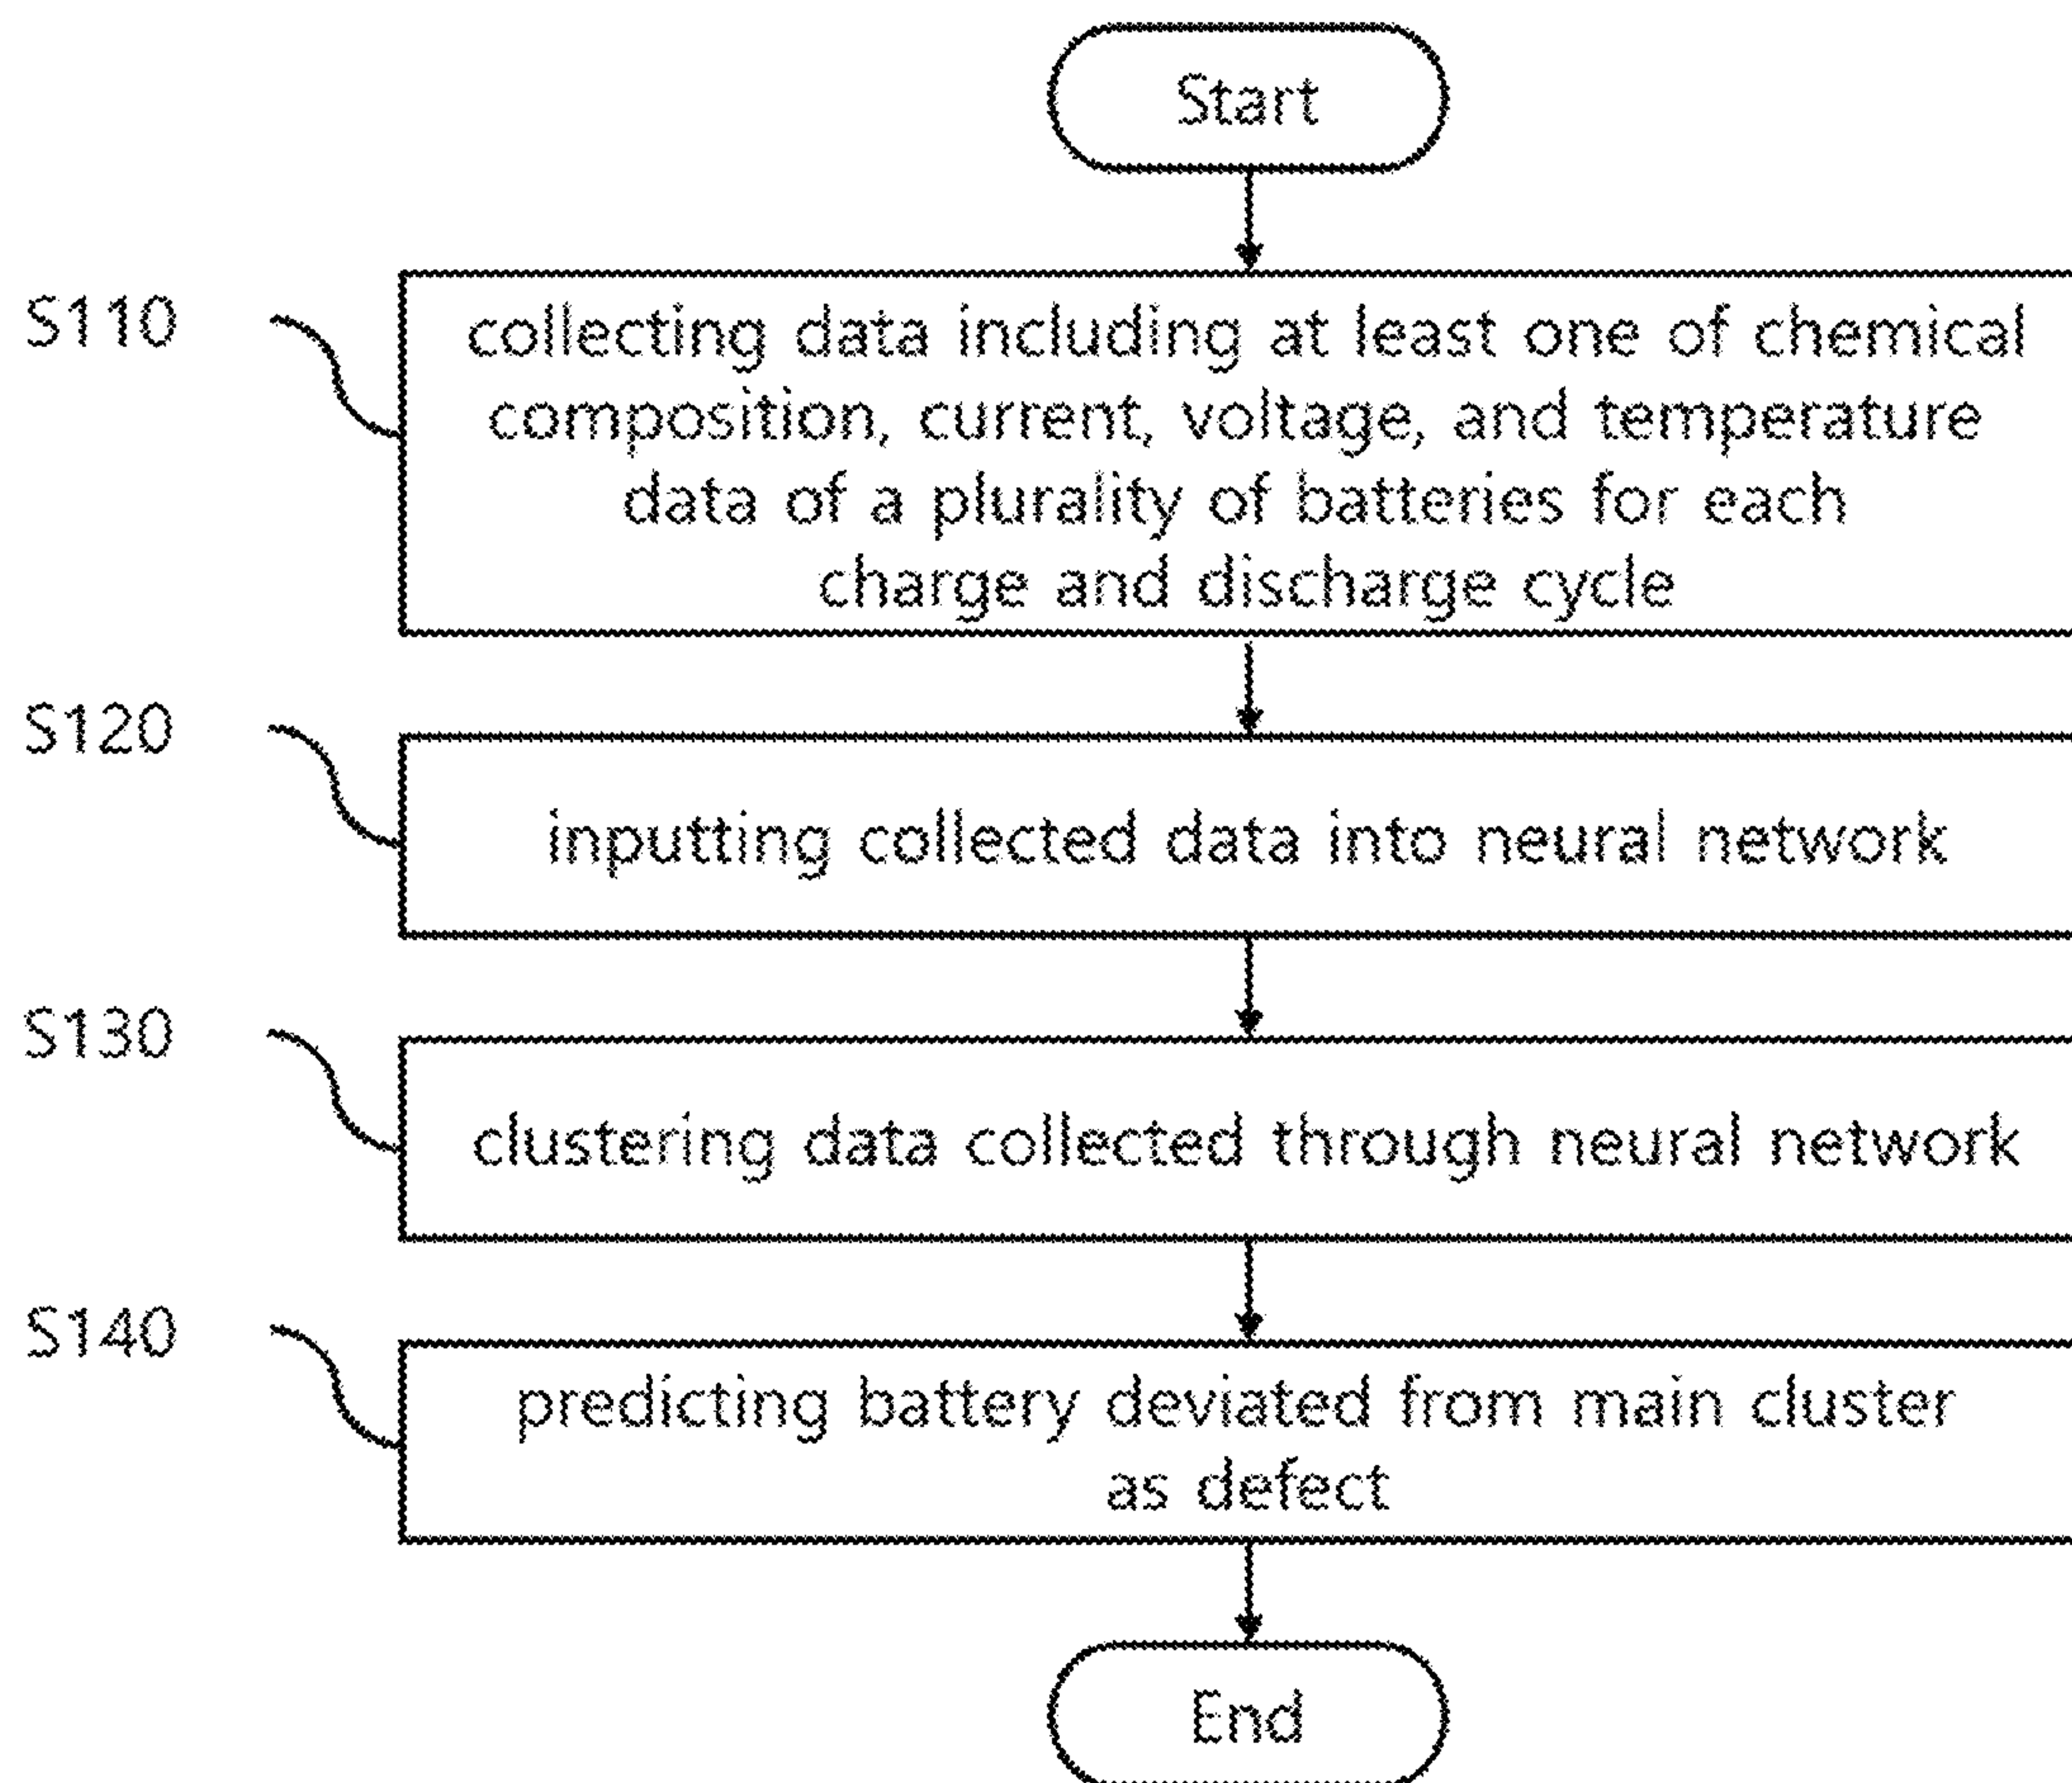 Start
S110
collecting data including at least one of chemical
composition, current, voltage, and temperature
data of a plurality of batteries for each
charge and discharge cycle
S120
inputting collected data into neural network
S130
clustering data collected through neural network
S140
predicting battery deviated from main cluster
as defect
End